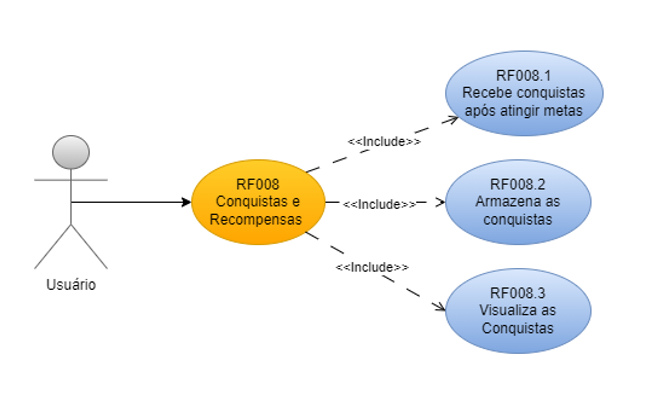 RF008.1
Recebe conquistas
após atingir metas
<<Include>>
RF008
Conquistas e
Recompensas
<<Include>>
RF008.2
Armazena as
conquistas
<<Include>>
Usuário
RF008.3
Visualiza as
Conquistas